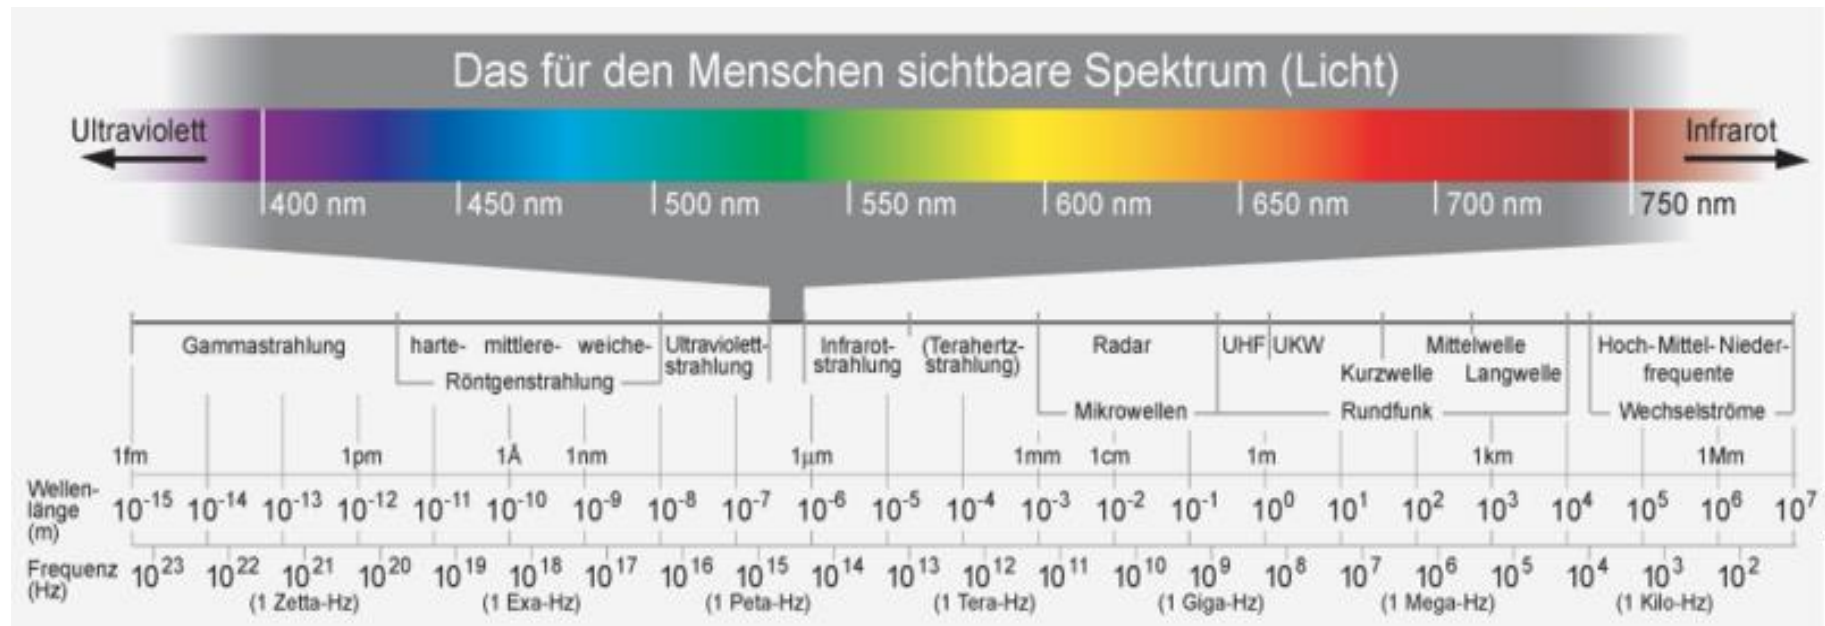 Das für den Menschen sichtbare Spektrum (Licht)
Ultraviolett
Infrarot
400 nm 450 nm 500 nm 550 nm 600 nm 650 nm 700 nm 750 nm
Gammastrahlung harte- mittlere- weiche- Ultraviolett- Infrarot- (Terahertz- Radar UHF UKW Mittelwelle Hoch- Mittel- Nieder-
strahlung strahlung strahlung) Kurzwelle Langwelle frequente
Röntgenstrahlung
Mikrowellen Rundfunk Wechselströme
1fm 1pm 1Å 1nm 1µm 1mm 1cm 1m 1km 1Mm
Wellen-
länge
(m)
10⁻¹⁵ 10⁻¹⁴ 10⁻¹³ 10⁻¹² 10⁻¹¹ 10⁻¹⁰ 10⁻⁹ 10⁻⁸ 10⁻⁷ 10⁻⁶ 10⁻⁵ 10⁻⁴ 10⁻³ 10⁻² 10⁻¹ 10⁰ 10¹ 10² 10³ 10⁴ 10⁵ 10⁶ 10⁷
Frequenz
(Hz)
10²³ 10²² 10²¹ 10²⁰ 10¹⁹ 10¹⁸ 10¹⁷ 10¹⁶ 10¹⁵ 10¹⁴ 10¹³ 10¹² 10¹¹ 10¹⁰ 10⁹ 10⁸ 10⁷ 10⁶ 10⁵ 10⁴ 10³ 10²
(1 Zetta-Hz) (1 Exa-Hz) (1 Peta-Hz) (1 Tera-Hz) (1 Giga-Hz) (1 Mega-Hz) (1 Kilo-Hz)